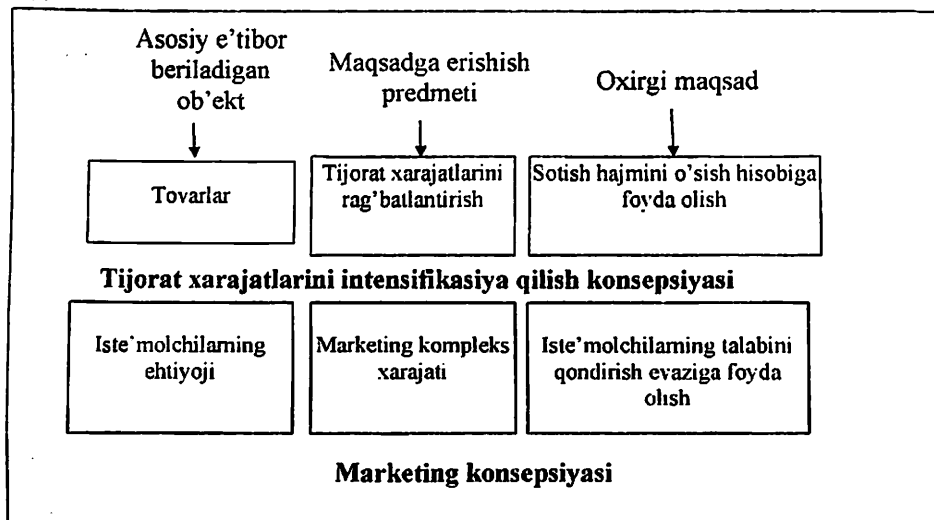 Asosiy e'tibor
beriladigan
ob'ekt
Maqsadga erishish
predmeti
Oxirgi maqsad
Tovarlar
Tijorat xarajatlarini
rag'batlantirish
Sotish hajmini o'sish hisobiga
foyda olish
Tijorat xarajatlarini intensifikasiya qilish konsepsiyasi
Iste'molchilarning
ehtiyoji
Marketing kompleks
xarajati
Iste'molchilarning talabini
qondirish evaziga foyda
olish
Marketing konsepsiyasi